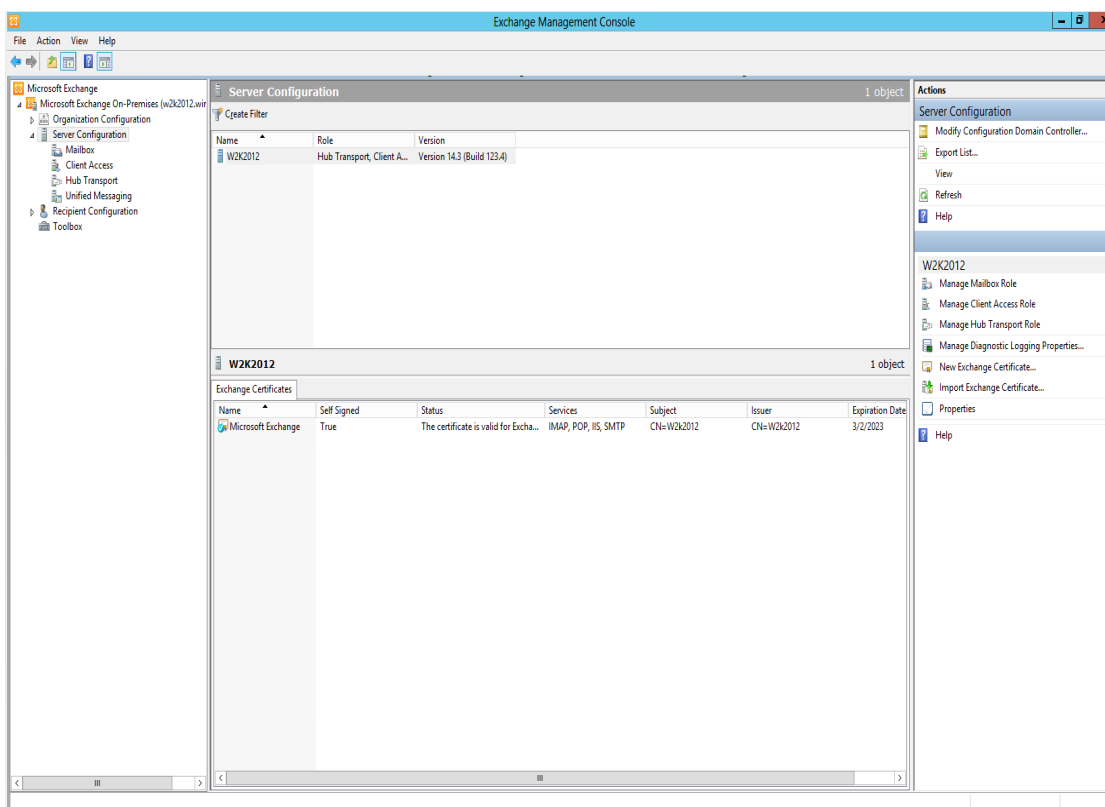 Exchange Management Console
File Action View Help
Microsoft Exchange
Microsoft Exchange On-Premises (w2k2012.wir
Organization Configuration
Server Configuration
Mailbox
Client Access
Hub Transport
Unified Messaging
Recipient Configuration
Toolbox
Server Configuration 1 object
Create Filter
Name Role Version
W2K2012 Hub Transport, Client A... Version 14.3 (Build 123.4)
W2K2012 1 object
Exchange Certificates
Name Self Signed Status Services Subject Issuer Expiration Date
Microsoft Exchange True The certificate is valid for Excha... IMAP, POP, IIS, SMTP CN=W2k2012 CN=W2k2012 3/2/2023
Actions
Server Configuration
Modify Configuration Domain Controller...
Export List...
View
Refresh
Help
W2K2012
Manage Mailbox Role
Manage Client Access Role
Manage Hub Transport Role
Manage Diagnostic Logging Properties...
New Exchange Certificate...
Import Exchange Certificate...
Properties
Help